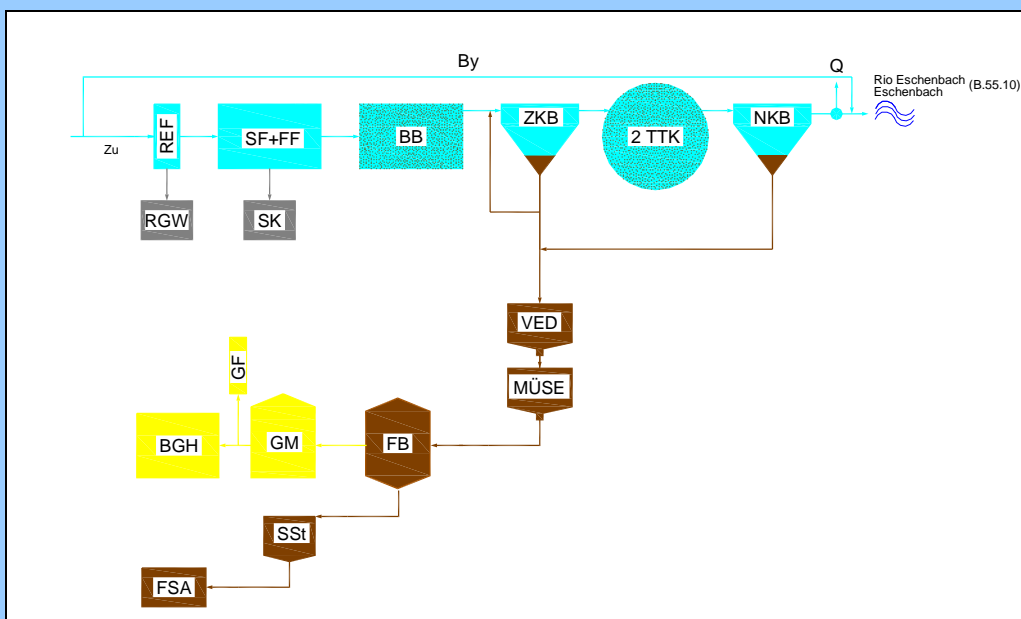 By
Q
Rio Eschenbach
Eschenbach
(B.55.10)
Zu
REF
SF+FF
BB
ZKB
2 TTK
NKB
RGW
SK
VED
MÜSE
GF
BGH
GM
FB
SSt
FSA